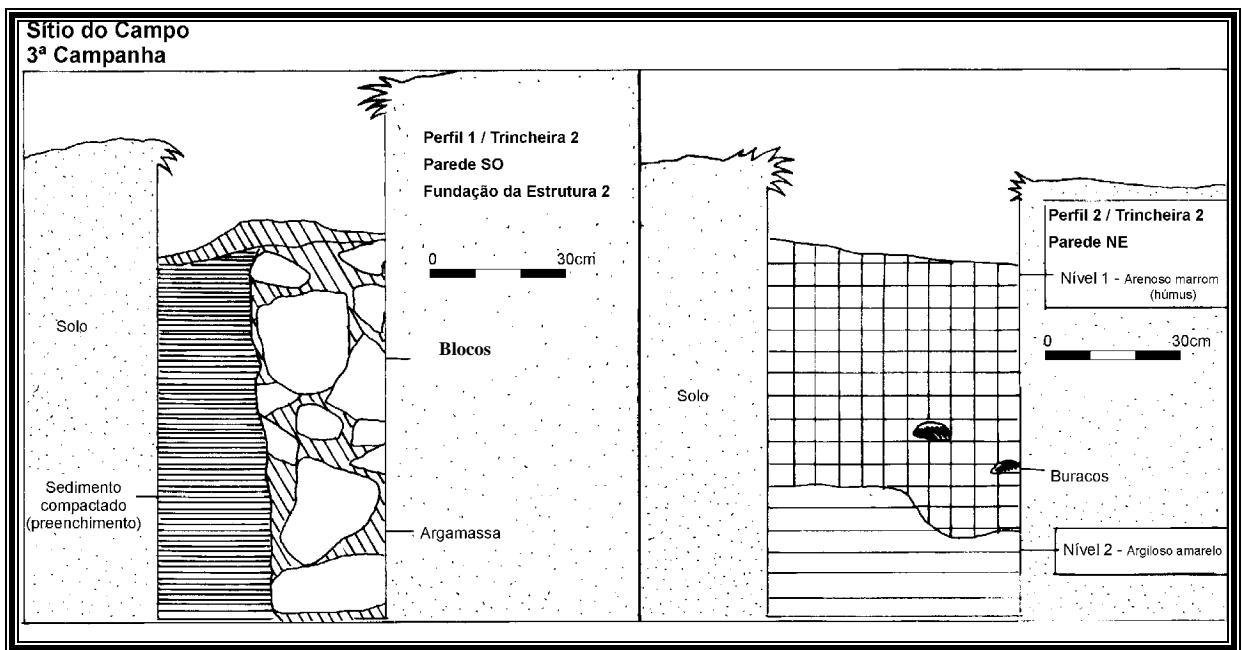 Sítio do Campo
3ª Campanha
Perfil 1 / Trincheira 2
Parede SO
Fundação da Estrutura 2
0 30cm
Solo
Blocos
Sedimento
compactado
(preenchimento)
Argamassa
Perfil 2 / Trincheira 2
Parede NE
Nível 1 - Arenoso marrom
(húmus)
0 30cm
Solo
Buracos
Nível 2 - Argiloso amarelo